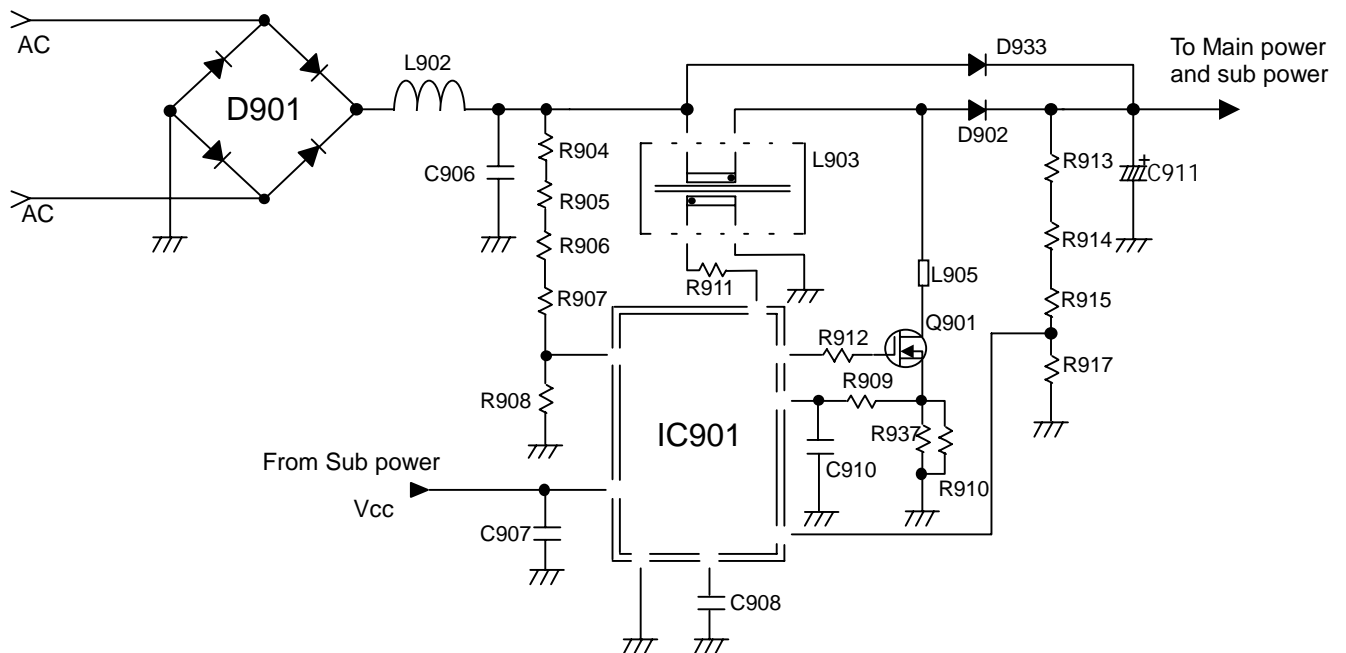 AC
D933
To Main power
and sub power
L902
D901
D902
R904
C906
L903
R913
C911
R905
AC
R906
R914
R911
L905
R907
R915
Q901
R912
R917
R909
R908
IC901
R937
From Sub power
C910
R910
Vcc
C907
C908